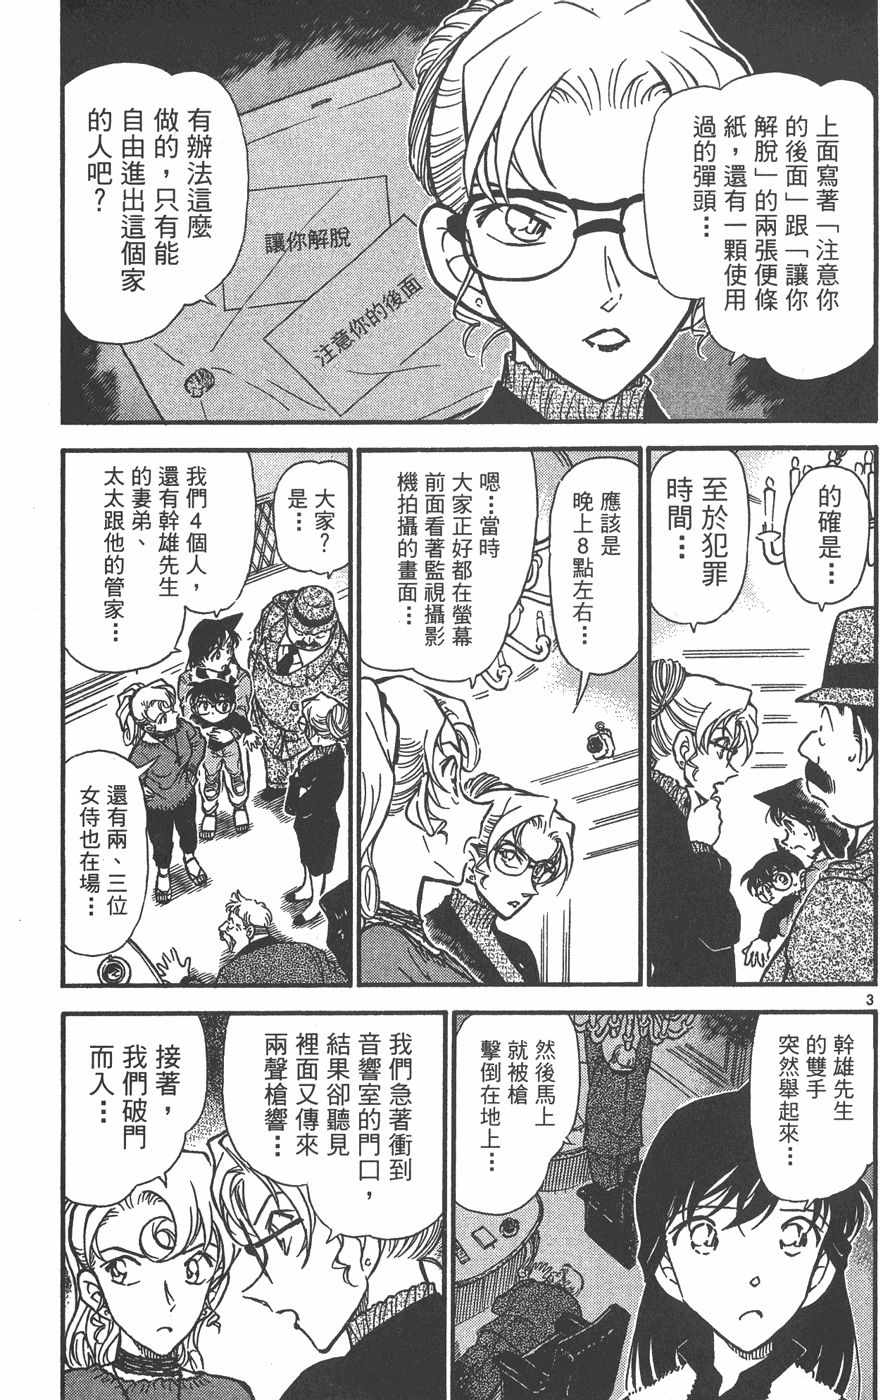 上面寫著「注意你
的後面」跟「讓你
解脫」的兩張便條
紙，還有一顆使用
過的彈頭…
讓你解脫
注意你的後面
有辦法這麼
做的，只有能
自由進出這個家
的人吧？
的確是…
至於犯罪
時間…
應該是
晚上8點左右…
嗯…當時
大家正好都在螢幕
前面看著監視攝影
機拍攝的畫面…
大家？
是…
我們4個人，
還有幹雄先生
的妻弟、
太太跟他的管家…
還有兩、三位
女侍也在場…
3
幹雄先生
的雙手
突然舉起來…
然後馬上
就被槍
擊倒在地上…
我們急著衝到
音響室的門口，
結果卻聽見
裡面又傳來
兩聲槍響…
接著，
我們破門
而入…